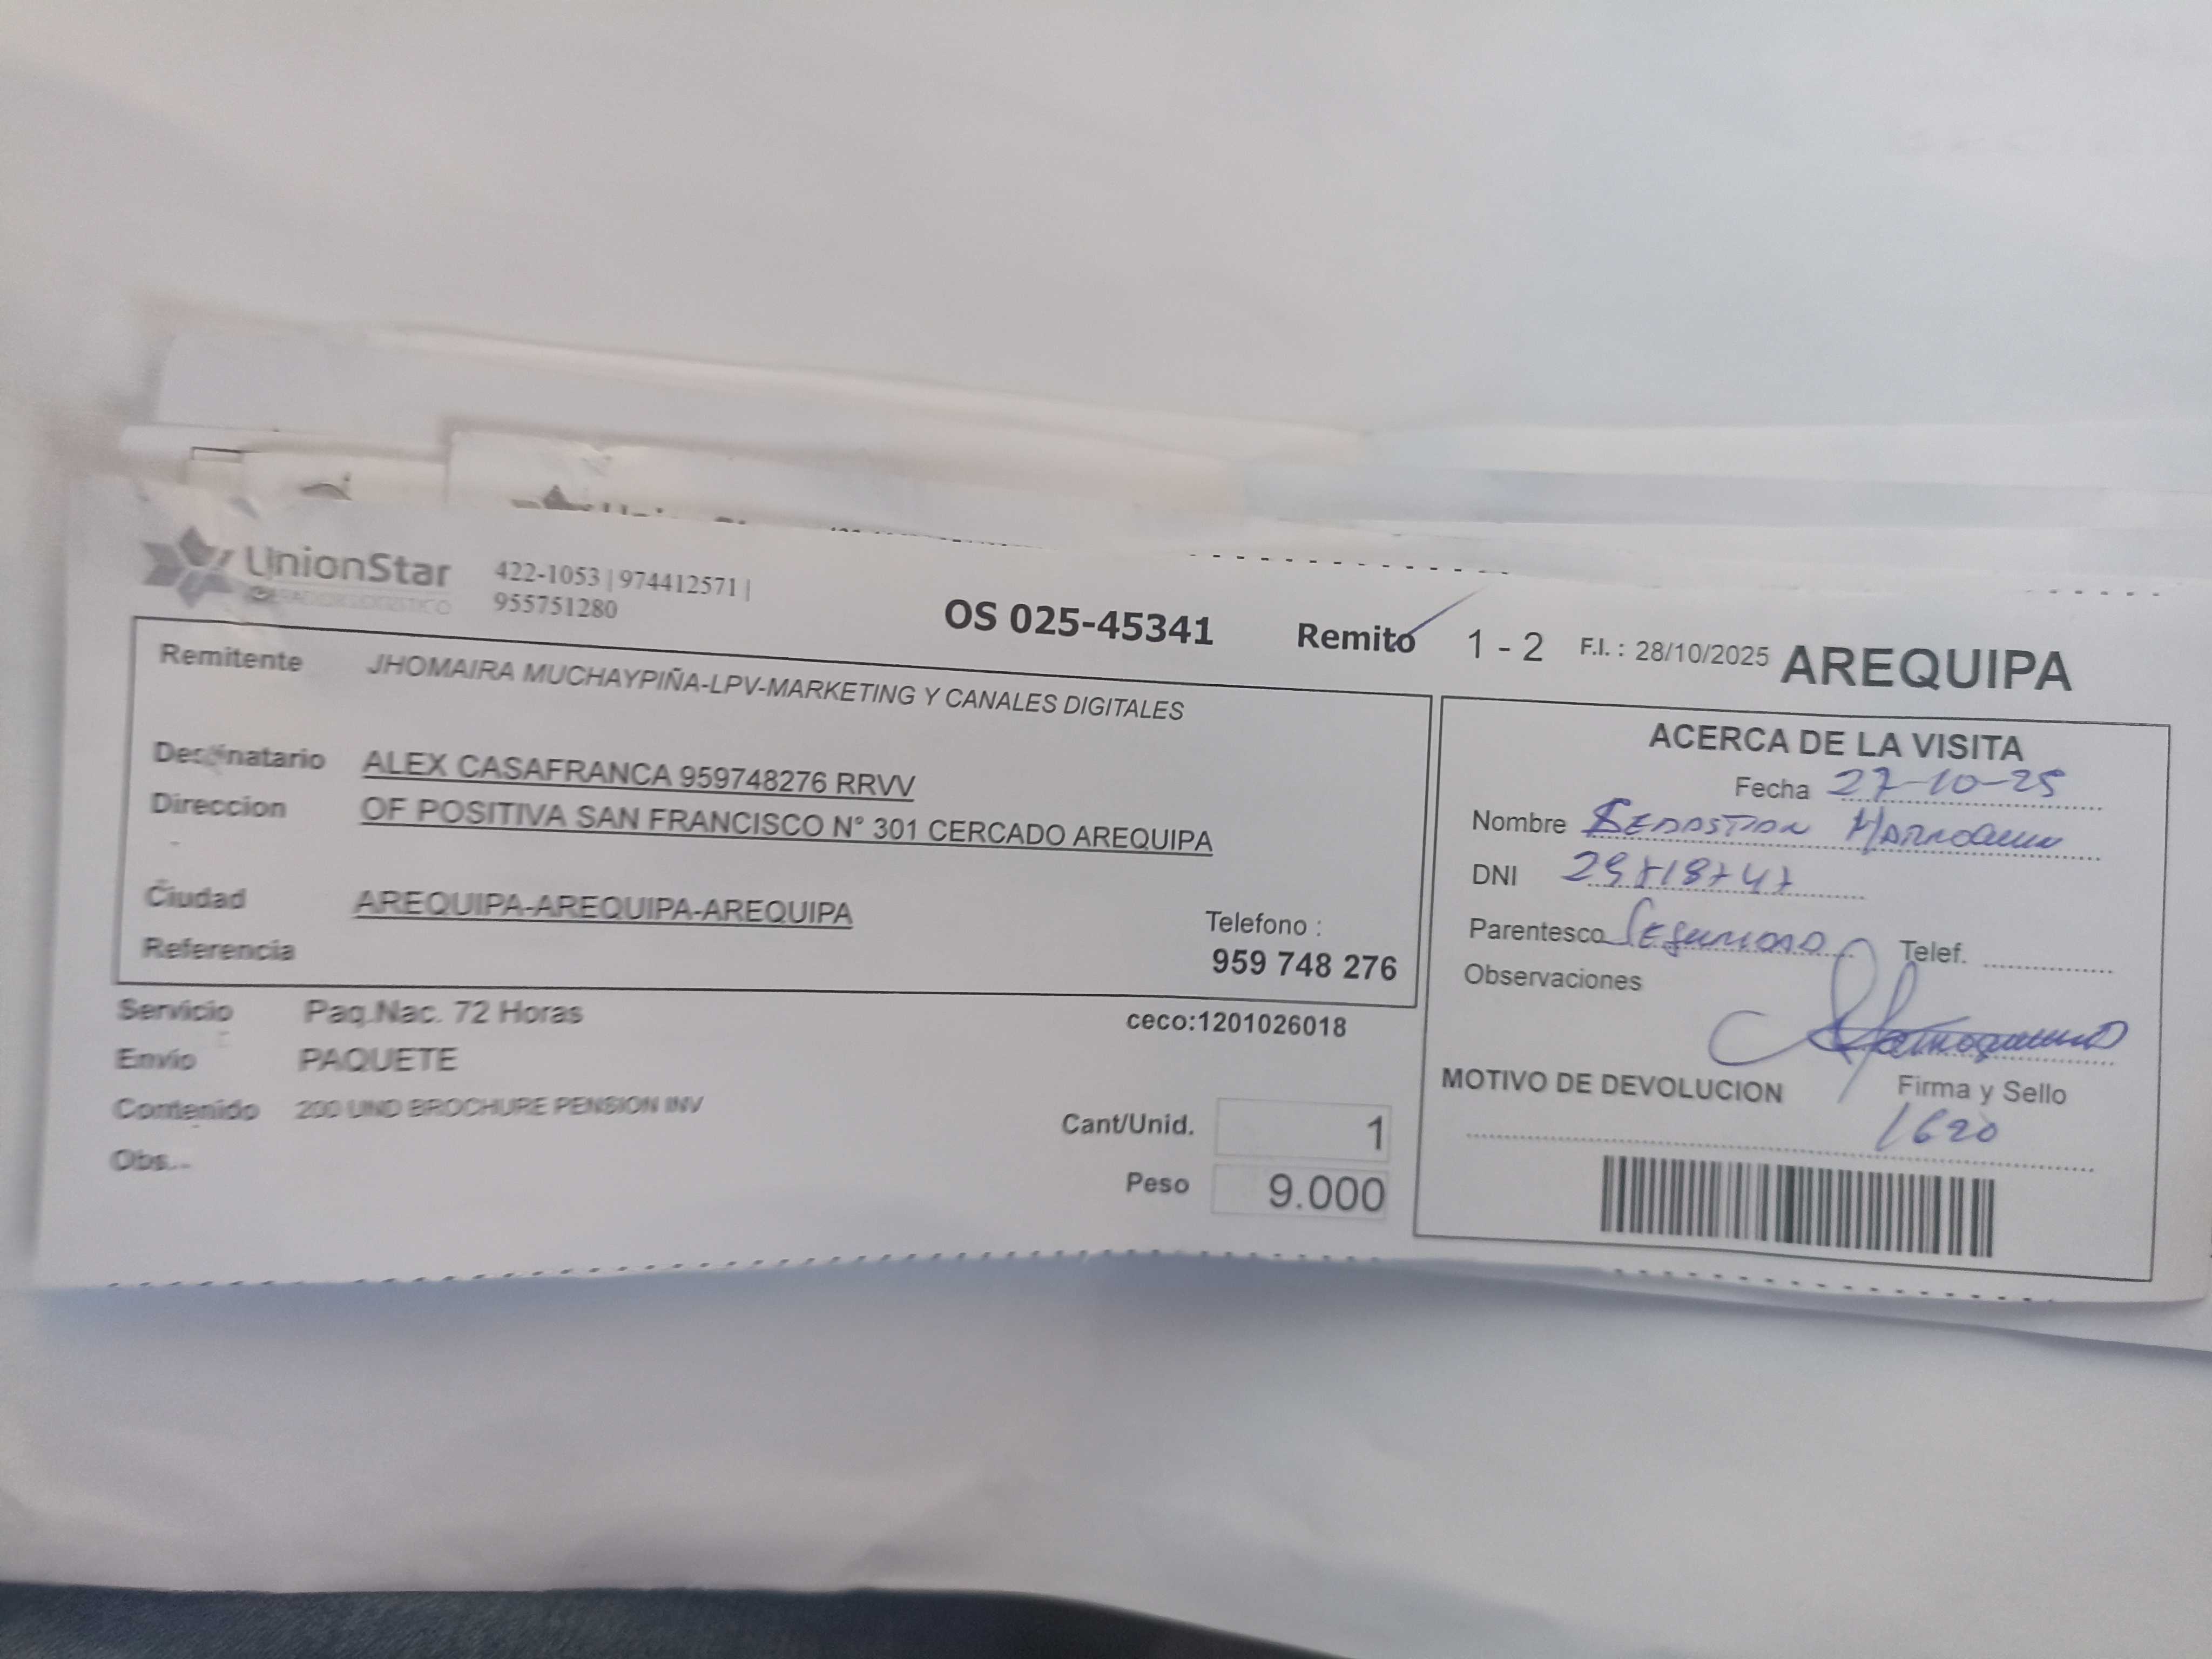 UnionStar
OPERADOR LOGISTICO
422-1053 | 974412571 |
955751280
OS 025-45341 Remito 1 - 2 F.I. : 28/10/2025 AREQUIPA
Remitente JHOMAIRA MUCHAYPIÑA-LPV-MARKETING Y CANALES DIGITALES
Destinatario ALEX CASAFRANCA 959748276 RRVV
Direccion OF POSITIVA SAN FRANCISCO N° 301 CERCADO AREQUIPA
-
Ciudad AREQUIPA-AREQUIPA-AREQUIPA
Referencia
Telefono :
959 748 276
Servicio Paq.Nac. 72 Horas
ceco:1201026018
Envio PAQUETE
Contenido 200 UND BROCHURE PENSION INV
Obs..
Cant/Unid. 1
Peso 9.000
ACERCA DE LA VISITA
Fecha 27-10-25
Nombre SEBASTIAN
DNI
Parentesco SEGURIDAD Telef.
Observaciones
MOTIVO DE DEVOLUCION
Firma y Sello
1620